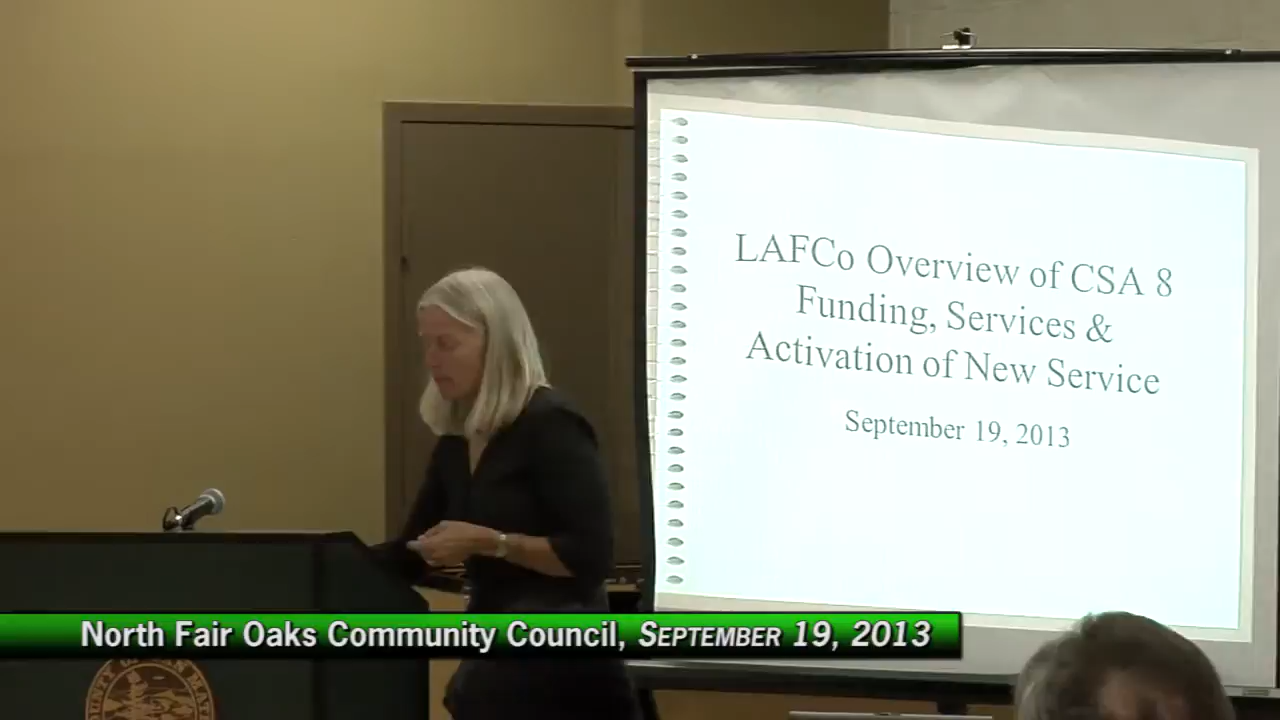 LAFCo Overview of CSA 8
Funding, Services &
Activation of New Service
September 19, 2013
North Fair Oaks Community Council, September 19, 2013